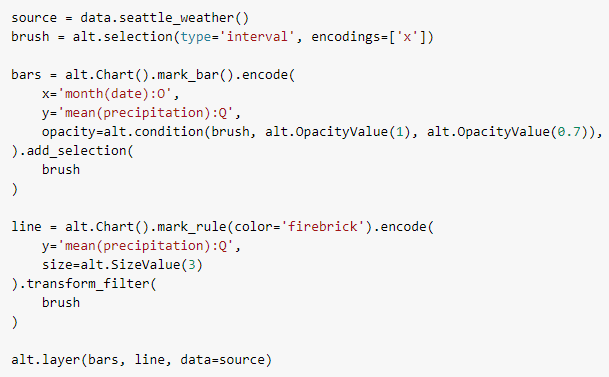 source = data.seattle_weather()
brush = alt.selection(type='interval', encodings=['x'])

bars = alt.Chart().mark_bar().encode(
    x='month(date):O',
    y='mean(precipitation):Q',
    opacity=alt.condition(brush, alt.OpacityValue(1), alt.OpacityValue(0.7)),
).add_selection(
    brush
)

line = alt.Chart().mark_rule(color='firebrick').encode(
    y='mean(precipitation):Q',
    size=alt.SizeValue(3)
).transform_filter(
    brush
)

alt.layer(bars, line, data=source)